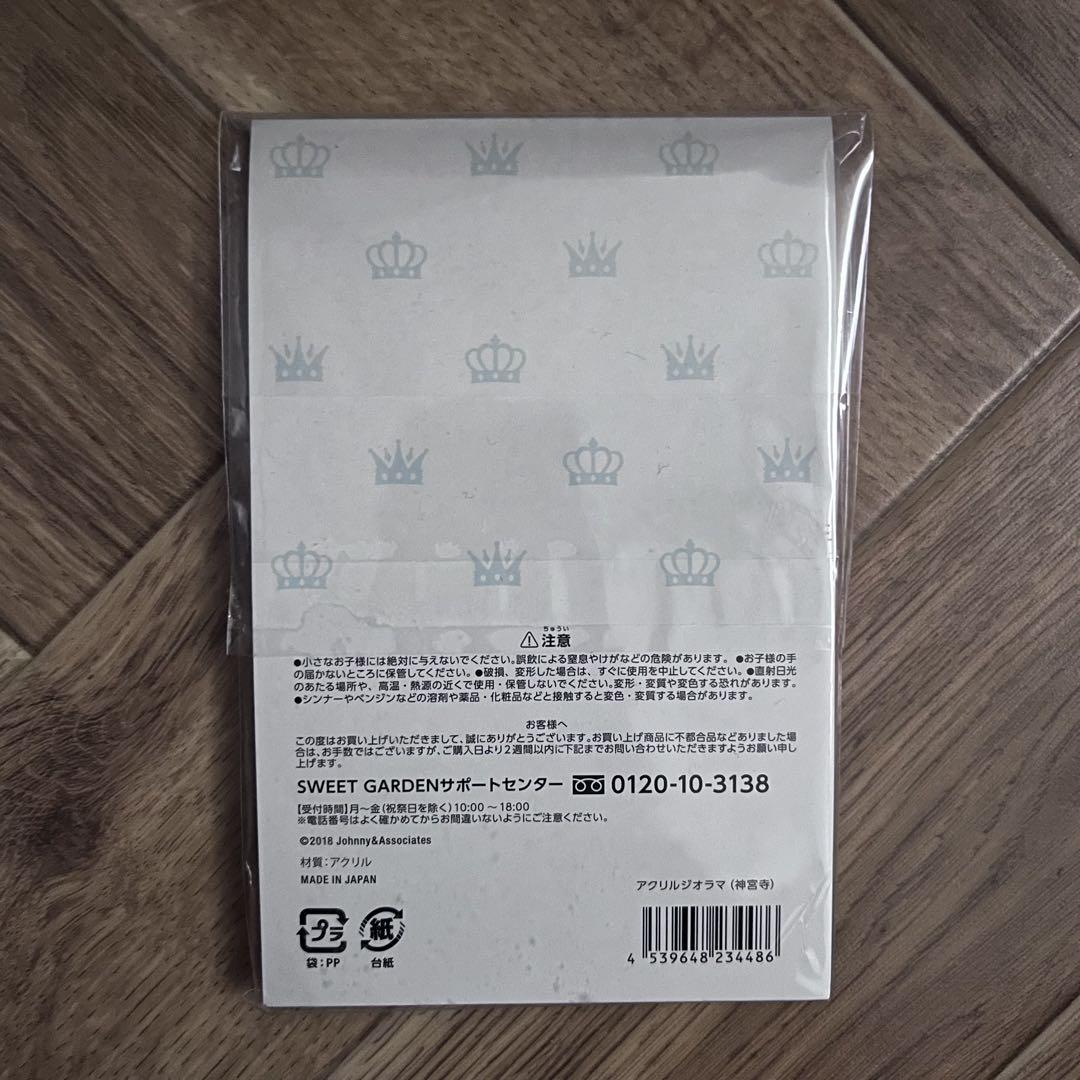 ちゅうい
注意
●小さなお子様には絶対に与えないでください。誤飲による窒息やけがなどの危険があります。 ●お子様の手
の届かないところに保管してください。●破損、変形した場合は、すぐに使用を中止してください。●直射日光
のあたる場所や、高温・熱源の近くで使用・保管しないでください。変形・変質や変色する恐れがあります。
●シンナーやベンジンなどの溶剤や薬品・化粧品などと接触すると変色・変質する場合があります。
お客様へ
この度はお買い上げいただきまして、誠にありがとうございます。お買い上げ商品に不都合品などありました場
合は、お手数ではございますが、ご購入日より2週間以内に下記までお問い合わせいただきますようお願い申し
上げます。
SWEET GARDENサポートセンター 0120-10-3138
【受付時間】月〜金(祝祭日を除く)10:00 〜 18:00
※電話番号はよく確かめてからお間違いないようにご注意ください。
©2018 Johnny&Associates
材質:アクリル
MADE IN JAPAN
アクリルジオラマ (神宮寺)
プラ 紙
袋:PP 台紙
4 539648 234486